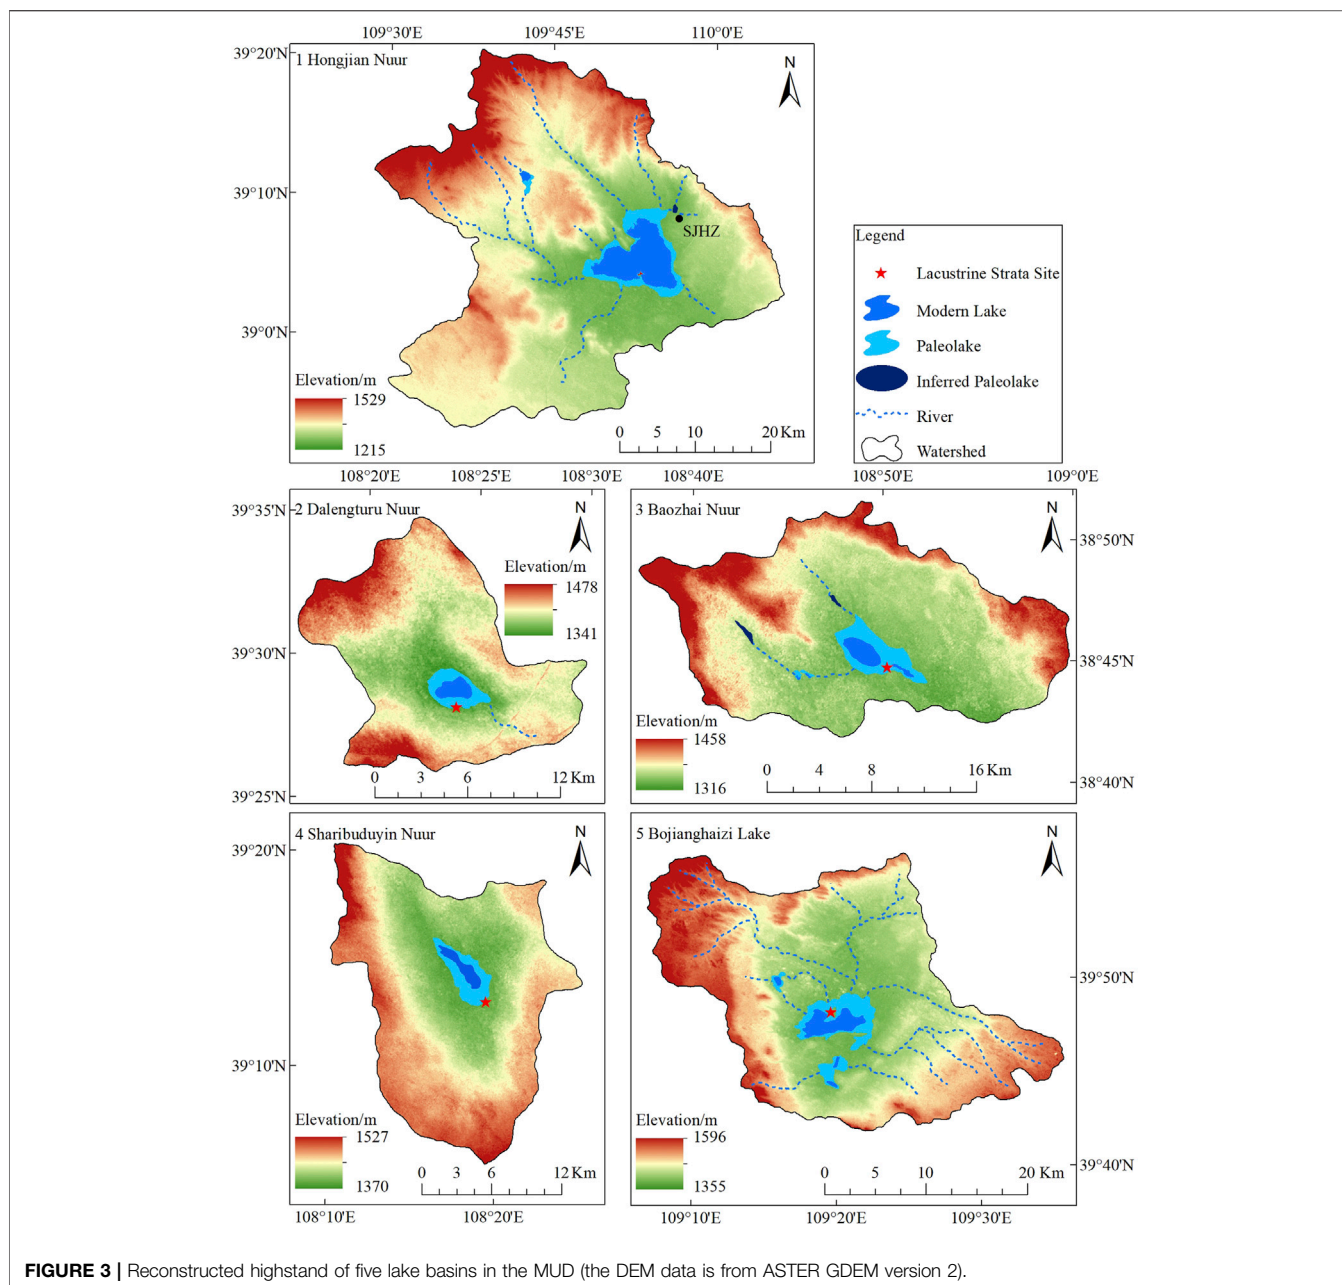 109°30'E 109°45'E 110°0'E
39°20'N
1 Hongjian Nuur
N
39°10'N
SJHZ
39°0'N
Elevation/m
1529
1215
0 5 10 20 Km
Legend
Lacustrine Strata Site
Modern Lake
Paleolake
Inferred Paleolake
River
Watershed
108°20'E 108°25'E 108°30'E
39°35'N
2 Dalengturu Nuur
N
Elevation/m
1478
1341
39°30'N
0 3 6 12 Km
39°25'N
108°40'E 108°50'E 109°0'E
3 Baozhai Nuur
N
38°50'N
38°45'N
Elevation/m
1458
1316
0 4 8 16 Km
38°40'N
4 Sharibuduyin Nuur
N
39°20'N
39°10'N
Elevation/m
1527
1370
0 3 6 12 Km
108°10'E 108°20'E
5 Bojianghaizi Lake
N
39°50'N
Elevation/m
1596
1355
0 5 10 20 Km
39°40'N
109°10'E 109°20'E 109°30'E
FIGURE 3 | Reconstructed highstand of five lake basins in the MUD (the DEM data is from ASTER GDEM version 2).